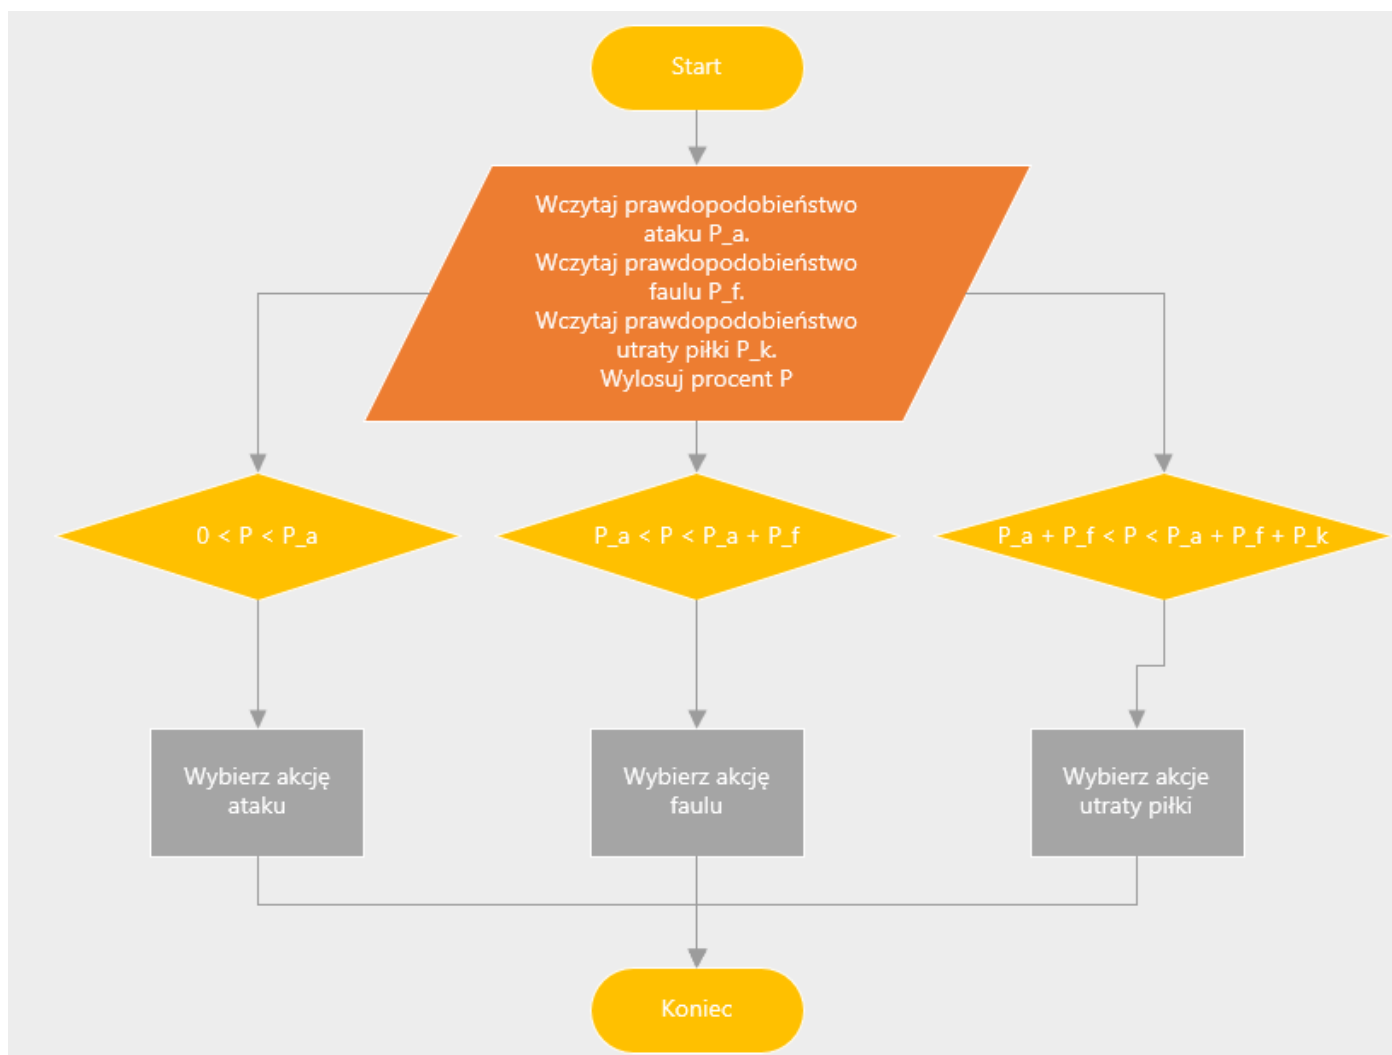 Start
Wczytaj prawdopodobieństwo
ataku P_a.
Wczytaj prawdopodobieństwo
faulu P_f.
Wczytaj prawdopodobieństwo
utraty piłki P_k.
Wylosuj procent P
0 < P < P_a
P_a < P < P_a + P_f
P_a + P_f < P < P_a + P_f + P_k
Wybierz akcję
ataku
Wybierz akcję
faulu
Wybierz akcje
utraty piłki
Koniec